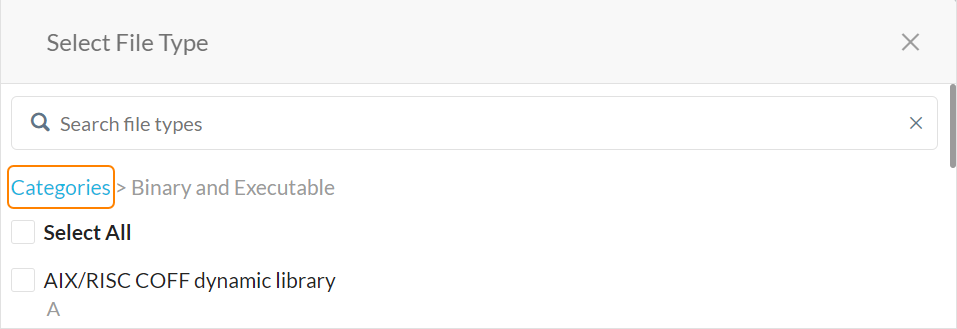 Select File Type
Search file types
Categories > Binary and Executable
Select All
AIX/RISC COFF dynamic library
A